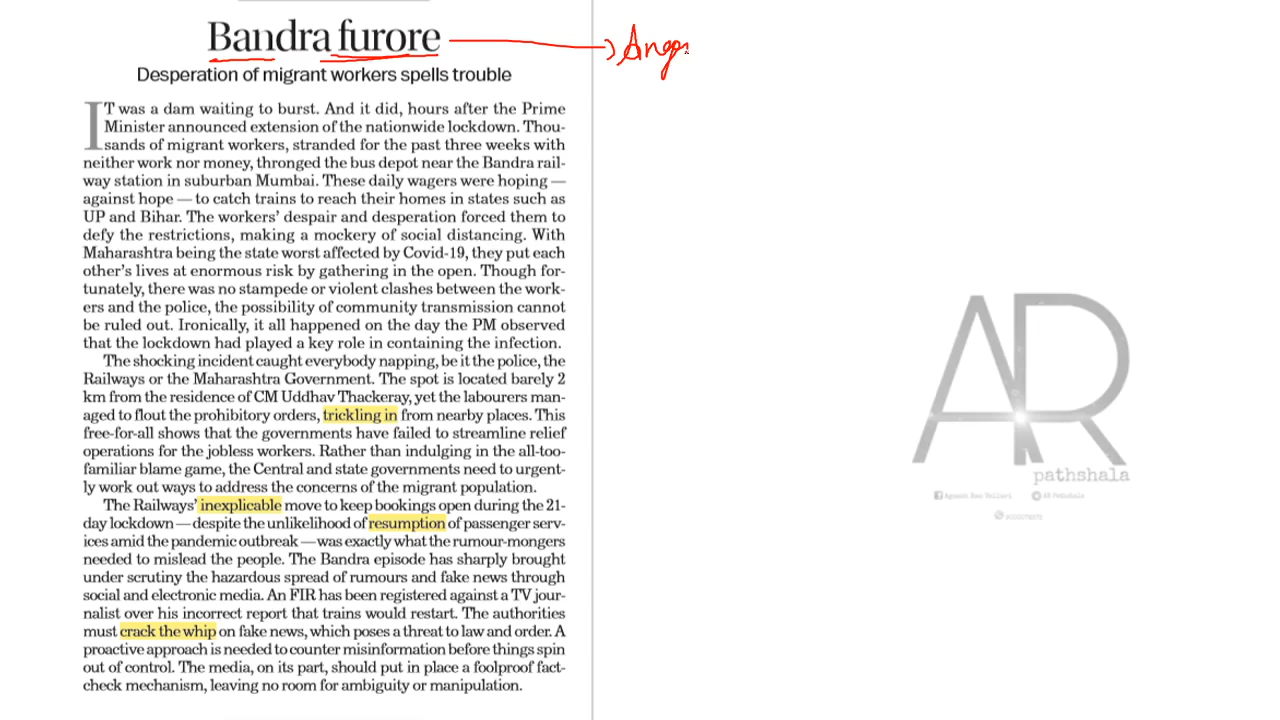 Bandra furore
Desperation of migrant workers spells trouble
IT was a dam waiting to burst. And it did, hours after the Prime
Minister announced extension of the nationwide lockdown. Thou-
sands of migrant workers, stranded for the past three weeks with
neither work nor money, thronged the bus depot near the Bandra rail-
way station in suburban Mumbai. These daily wagers were hoping —
against hope — to catch trains to reach their homes in states such as
UP and Bihar. The workers' despair and desperation forced them to
defy the restrictions, making a mockery of social distancing. With
Maharashtra being the state worst affected by Covid-19, they put each
other's lives at enormous risk by gathering in the open. Though for-
tunately, there was no stampede or violent clashes between the work-
ers and the police, the possibility of community transmission cannot
be ruled out. Ironically, it all happened on the day the PM observed
that the lockdown had played a key role in containing the infection.
The shocking incident caught everybody napping, be it the police, the
Railways or the Maharashtra Government. The spot is located barely 2
km from the residence of CM Uddhav Thackeray, yet the labourers man-
aged to flout the prohibitory orders, trickling in from nearby places. This
free-for-all shows that the governments have failed to streamline relief
operations for the jobless workers. Rather than indulging in the all-too-
familiar blame game, the Central and state governments need to urgent-
ly work out ways to address the concerns of the migrant population.
The Railways' inexplicable move to keep bookings open during the 21-
day lockdown — despite the unlikelihood of resumption of passenger serv-
ices amid the pandemic outbreak — was exactly what the rumour-mongers
needed to mislead the people. The Bandra episode has sharply brought
under scrutiny the hazardous spread of rumours and fake news through
social and electronic media. An FIR has been registered against a TV jour-
nalist over his incorrect report that trains would restart. The authorities
must crack the whip on fake news, which poses a threat to law and order. A
proactive approach is needed to counter misinformation before things spin
out of control. The media, on its part, should put in place a foolproof fact-
check mechanism, leaving no room for ambiguity or manipulation.
AR
pathshala
AR Pathshala